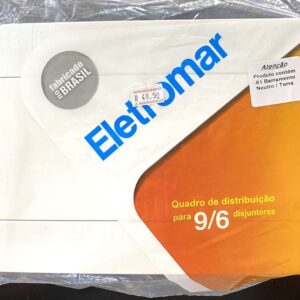 fabricado
no BRASIL
R 49.50
Eletromar
Atenção
Produto contém
01 Barramento
Neutro / Terra
Quadro de distribuição
para 9/6 disjuntores